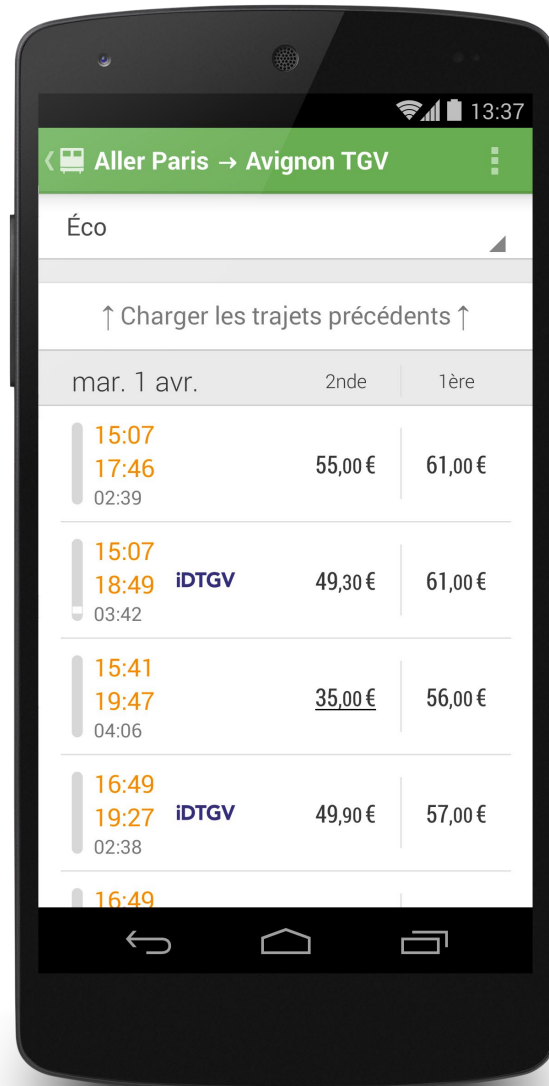 13:37
Aller Paris → Avignon TGV
Éco
↑ Charger les trajets précédents ↑
mar. 1 avr. 2nde 1ère
15:07
17:46 55,00 € 61,00 €
02:39
15:07
18:49 iDTGV 49,30 € 61,00 €
03:42
15:41
19:47 35,00 € 56,00 €
04:06
16:49
19:27 iDTGV 49,90 € 57,00 €
02:38
16:49